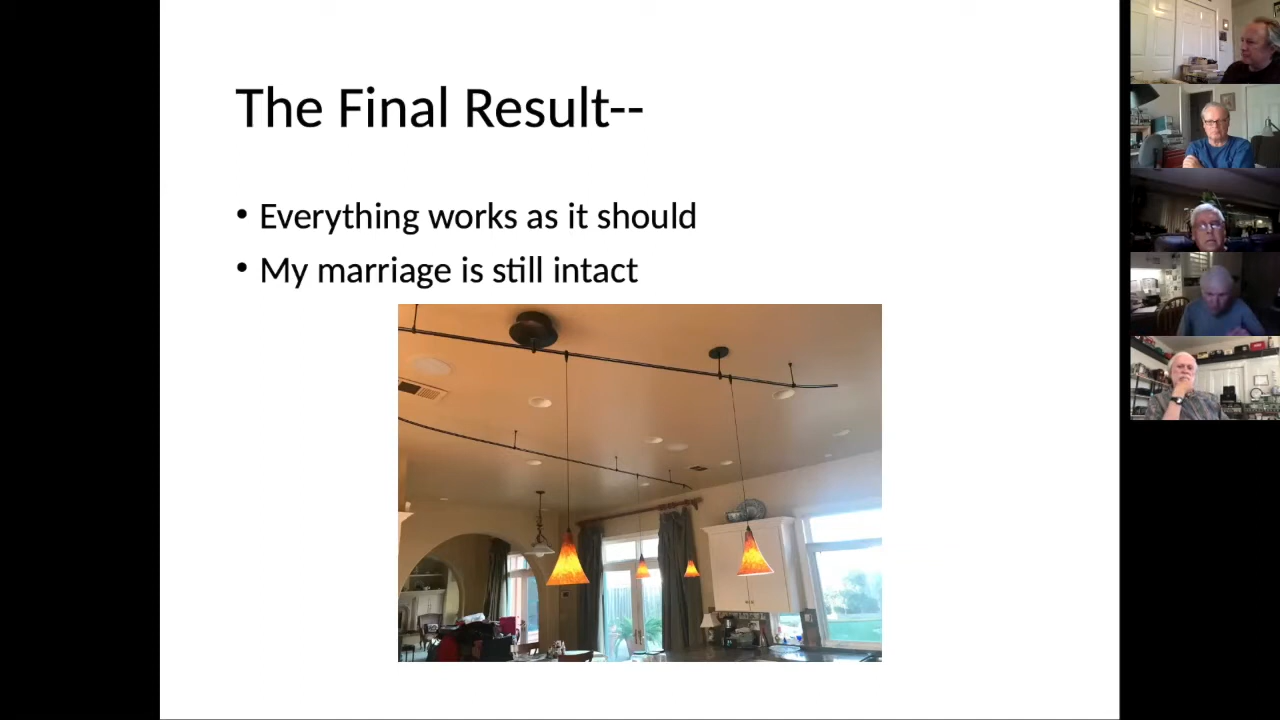 The Final Result--
• Everything works as it should
• My marriage is still intact